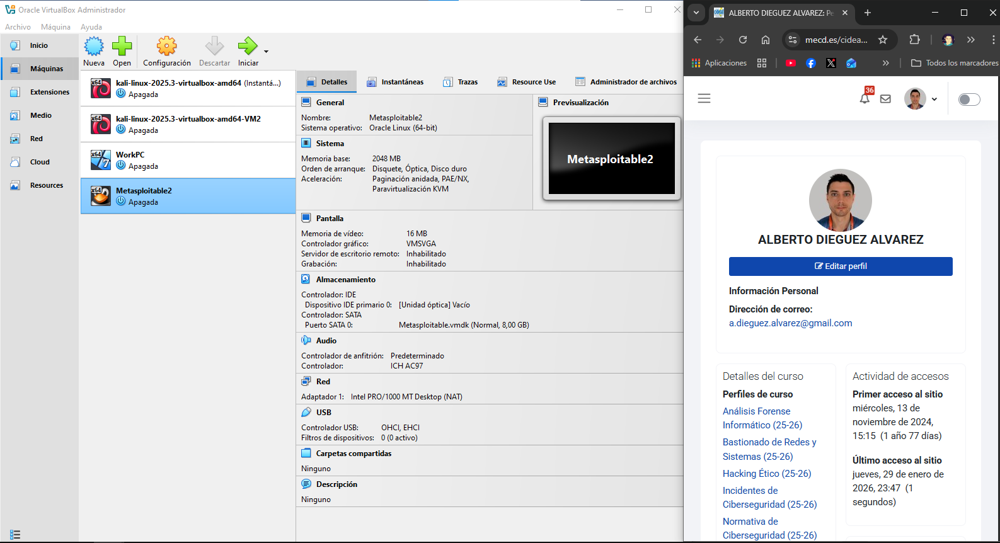 Oracle VirtualBox Administrador
Archivo Máquina Ayuda
Inicio
Máquinas
Extensiones
Medio
Red
Cloud
Resources
Nueva
Open
Configuración
Descartar
Iniciar
x64 kali-linux-2025.3-virtualbox-amd64 (Instantá...)
Apagada
x64 kali-linux-2025.3-virtualbox-amd64-VM2
Apagada
x64 WorkPC
7 Apagada
x64 Metasploitable2
Apagada
Detalles
Instantáneas
Trazas
Resource Use
Administrador de archivos
General
Nombre: Metasploitable2
Sistema operativo: Oracle Linux (64-bit)
Sistema
Memoria base: 2048 MB
Orden de arranque: Disquete, Óptica, Disco duro
Aceleración: Paginación anidada, PAE/NX,
Paravirtualización KVM
Previsualización
Metasploitable2
Pantalla
Memoria de vídeo: 16 MB
Controlador gráfico: VMSVGA
Servidor de escritorio remoto: Inhabilitado
Grabación: Inhabilitado
Almacenamiento
Controlador: IDE
Dispositivo IDE primario 0: [Unidad óptica] Vacío
Controlador: SATA
Puerto SATA 0: Metasploitable.vmdk (Normal, 8,00 GB)
Audio
Controlador de anfitrión: Predeterminado
Controlador: ICH AC97
Red
Adaptador 1: Intel PRO/1000 MT Desktop (NAT)
USB
Controlador USB: OHCI, EHCI
Filtros de dispositivos: 0 (0 activo)
Carpetas compartidas
Ninguno
Descripción
Ninguno
ALBERTO DIEGUEZ ALVAREZ: Pe
mecd.es/cidea...
Aplicaciones
Todos los marcadores
36
ALBERTO DIEGUEZ ALVAREZ
Editar perfil
Información Personal
Dirección de correo:
a.dieguez.alvarez@gmail.com
Detalles del curso
Perfiles de curso
Análisis Forense
Informático (25-26)
Bastionado de Redes y
Sistemas (25-26)
Hacking Ético (25-26)
Incidentes de
Ciberseguridad (25-26)
Normativa de
Ciberseguridad (25-26)
Actividad de accesos
Primer acceso al sitio
miércoles, 13 de
noviembre de 2024,
15:15 (1 año 77 días)
Último acceso al sitio
jueves, 29 de enero de
2026, 23:47 (1
segundos)